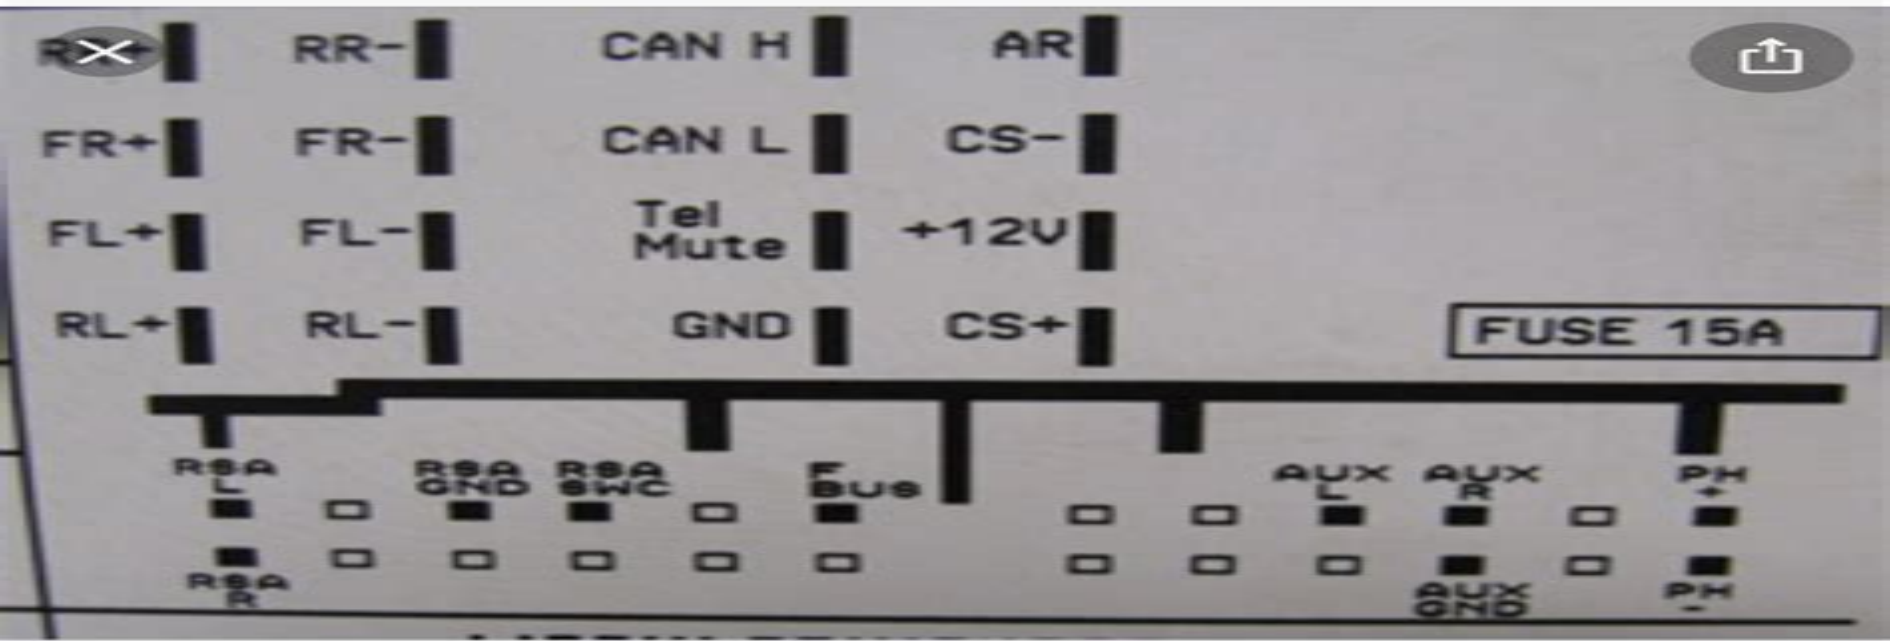 RR+ RR- CAN H AR
FR+ FR- CAN L CS-
Tel
FL+ FL- Mute +12V
RL+ RL- GND CS+
FUSE 15A
RSA RSA RSA F AUX AUX PH
L GND SWC BUS L R +
RSA AUX PH
R GND -